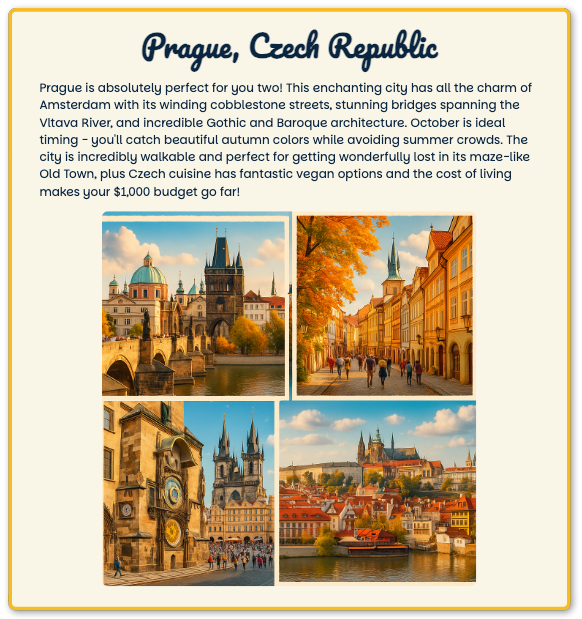 Prague, Czech Republic
Prague is absolutely perfect for you two! This enchanting city has all the charm of
Amsterdam with its winding cobblestone streets, stunning bridges spanning the
Vltava River, and incredible Gothic and Baroque architecture. October is ideal
timing - you'll catch beautiful autumn colors while avoiding summer crowds. The
city is incredibly walkable and perfect for getting wonderfully lost in its maze-like
Old Town, plus Czech cuisine has fantastic vegan options and the cost of living
makes your $1,000 budget go far!